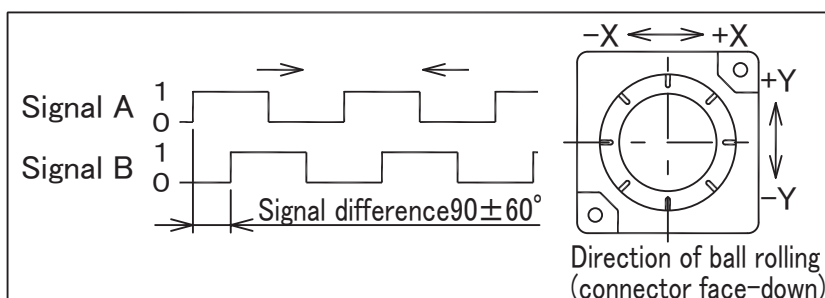 −X +X
+Y
−Y
Signal A 1
0
Signal B 1
0
Signal difference90±60°
Direction of ball rolling
(connector face−down)